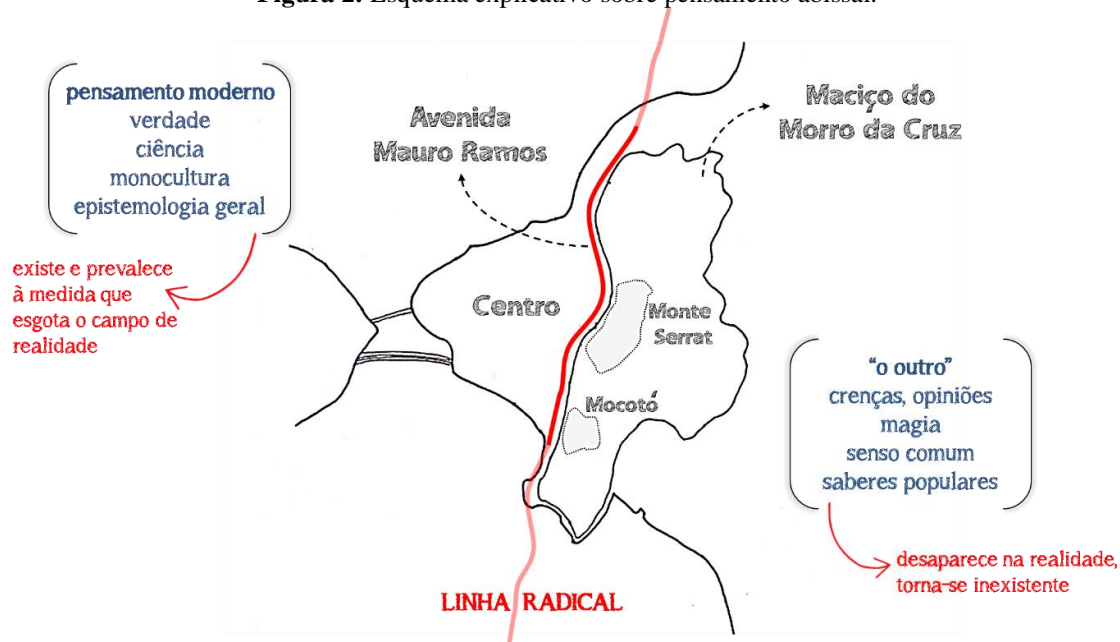 Figura 2. Esquema explicativo sobre pensamento abissal.
pensamento moderno
verdade
ciência
monocultura
epistemologia geral
existe e prevalece
à medida que
esgota o campo de
realidade
Avenida
Mauro Ramos
Maciço do
Morro da Cruz
Centro
Monte
Serrat
Mocotó
"o outro"
crenças, opiniões
magia
senso comum
saberes populares
desaparece na realidade,
torna-se inexistente
LINHA RADICAL